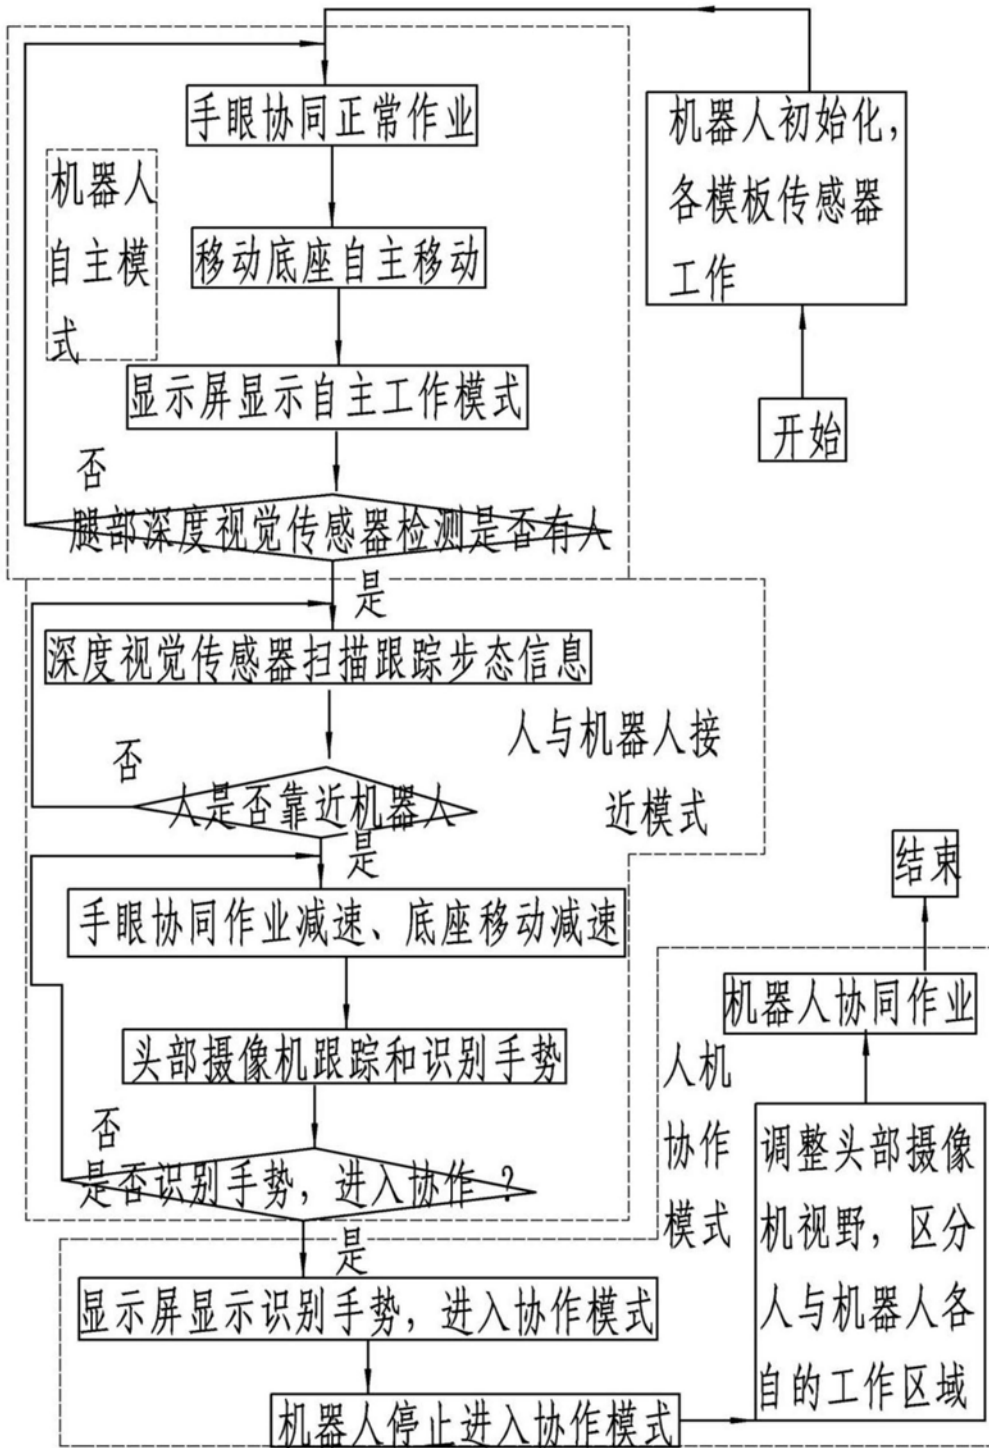 开始
机器人初始化，
各模板传感器
工作
手眼协同正常作业
机器人
自主模
式
移动底座自主移动
显示屏显示自主工作模式
否
腿部深度视觉传感器检测是否有人
是
深度视觉传感器扫描跟踪步态信息
人与机器人接
近模式
否
人是否靠近机器人
是
手眼协同作业减速、底座移动减速
头部摄像机跟踪和识别手势
否
是否识别手势，进入协作？
是
显示屏显示识别手势，进入协作模式
机器人停止进入协作模式
人机
协作
模式
调整头部摄像
机视野，区分
人与机器人各
自的工作区域
机器人协同作业
结束